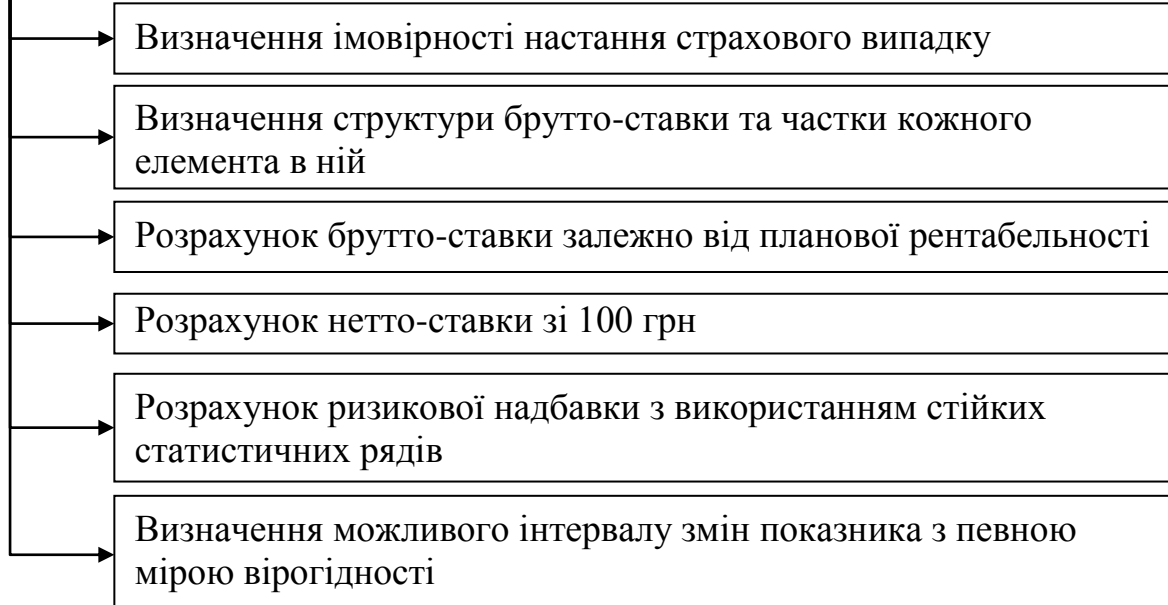 Визначення імовірності настання страхового випадку
Визначення структури брутто-ставки та частки кожного
елемента в ній
Розрахунок брутто-ставки залежно від планової рентабельності
Розрахунок нетто-ставки зі 100 грн
Розрахунок ризикової надбавки з використанням стійких
статистичних рядів
Визначення можливого інтервалу змін показника з певною
мірою вірогідності